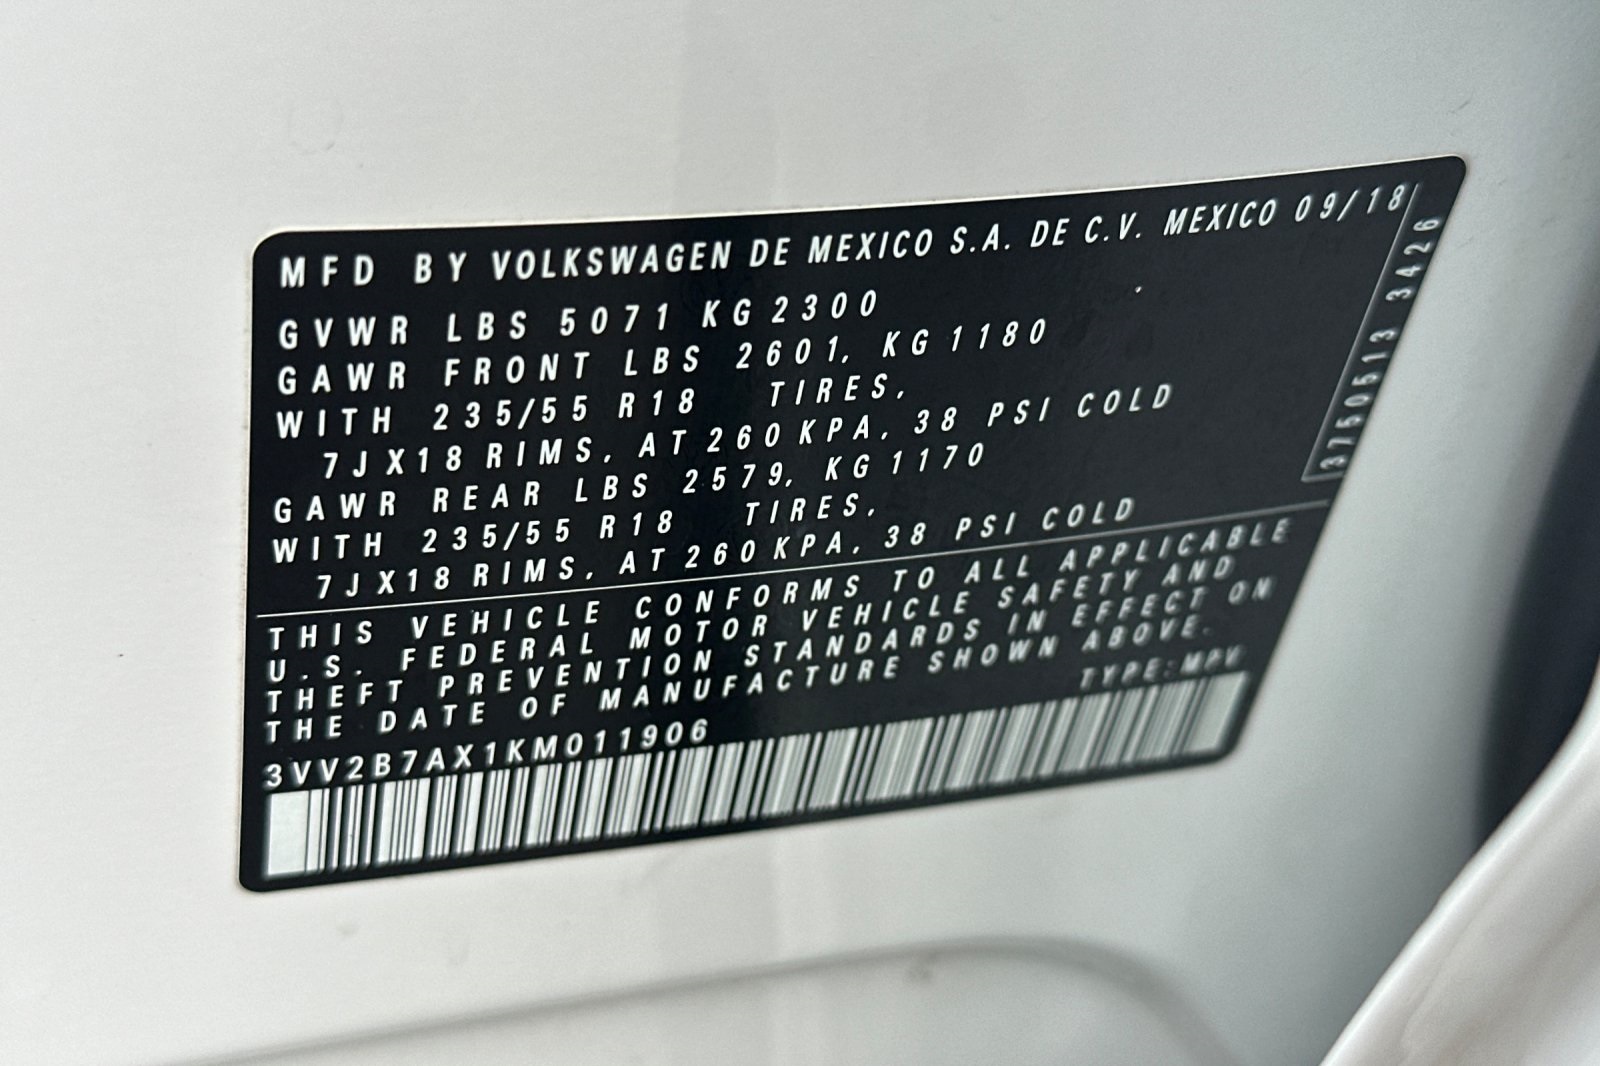 MFD BY VOLKSWAGEN DE MEXICO S.A. DE C.V. MEXICO 09/18
GVWR LBS 5071 KG 2300
GAWR FRONT LBS 2601, KG 1180
WITH 235/55 R18 TIRES,
7JX18 RIMS, AT 260 KPA, 38 PSI COLD
GAWR REAR LBS 2579, KG 1170
WITH 235/55 R18 TIRES,
7JX18 RIMS, AT 260 KPA, 38 PSI COLD
3750513 3426
THIS VEHICLE CONFORMS TO ALL APPLICABLE
U.S. FEDERAL MOTOR VEHICLE SAFETY AND
THEFT PREVENTION STANDARDS IN EFFECT ON
THE DATE OF MANUFACTURE SHOWN ABOVE.
TYPE:MPV
3VV2B7AX1KM011906